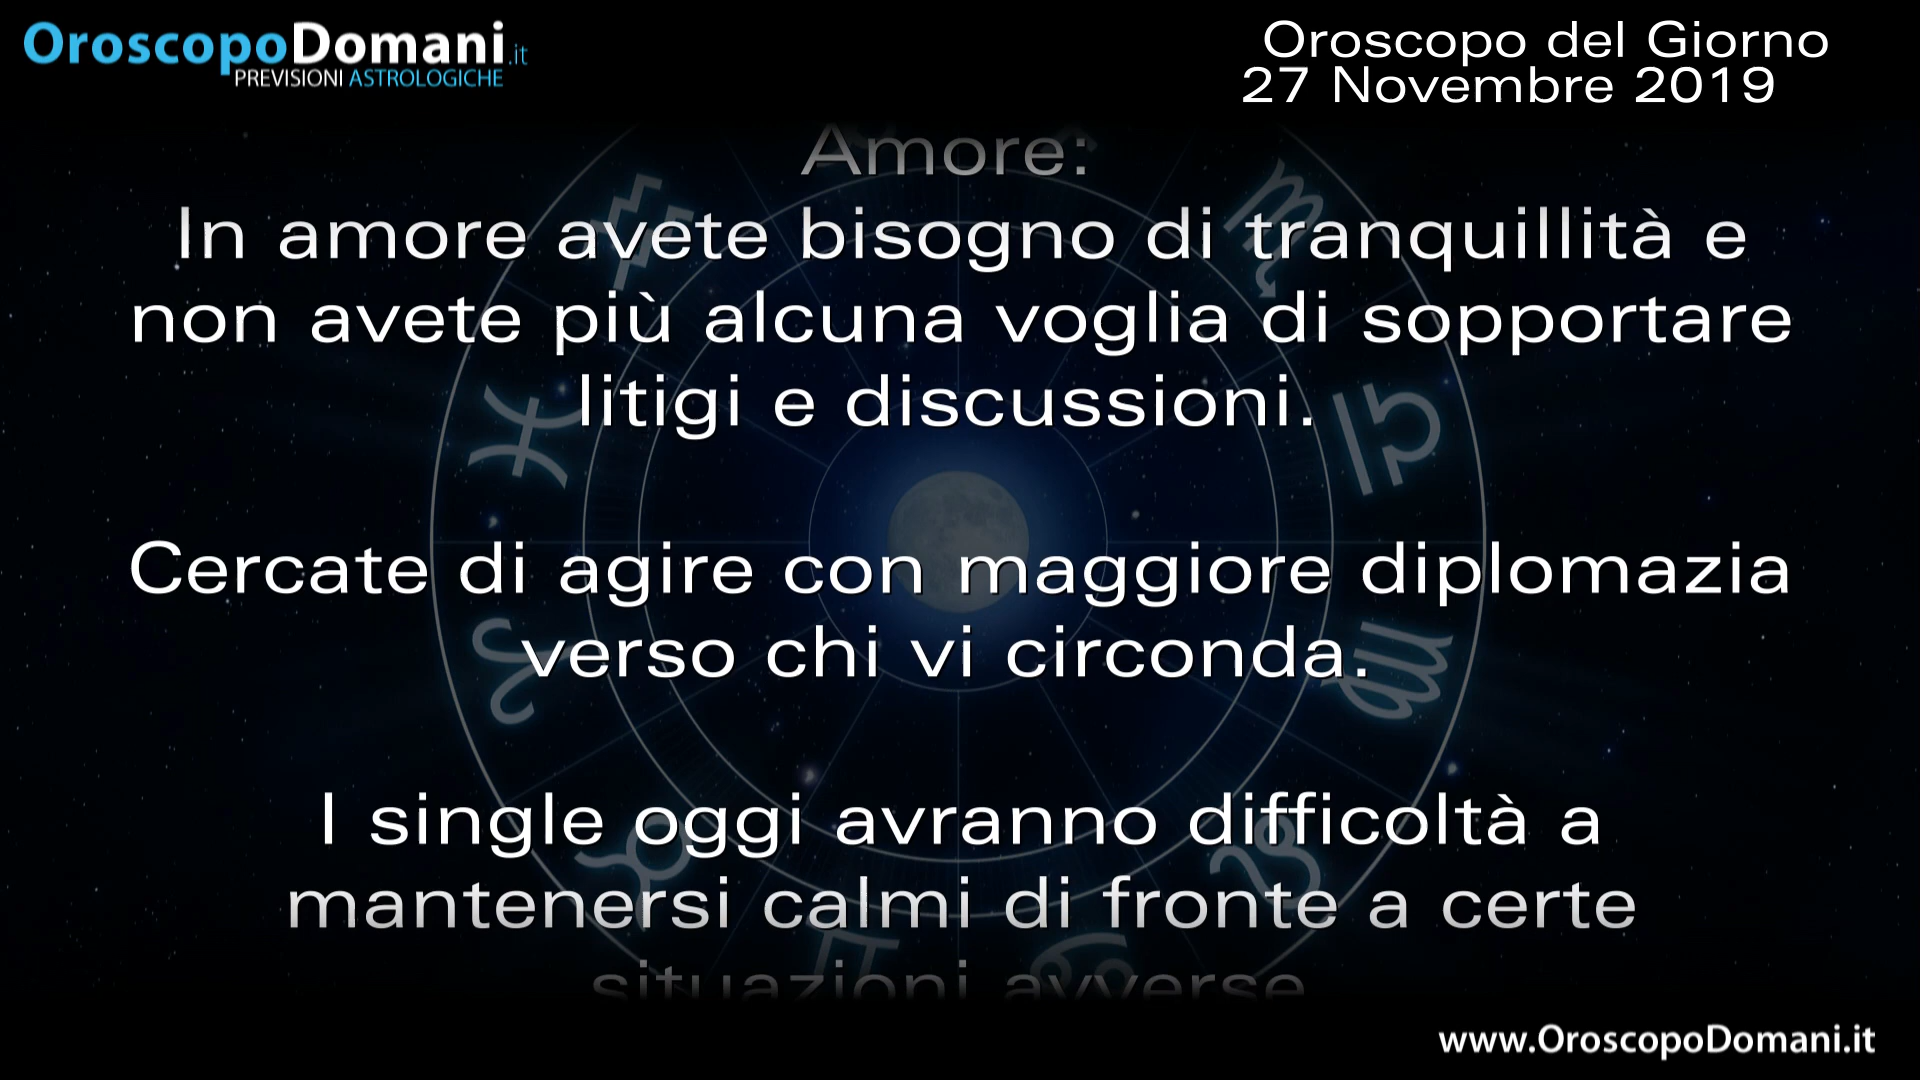 OroscopoDomani.it
PREVISIONI ASTROLOGICHE
Oroscopo del Giorno
27 Novembre 2019
Amore:
In amore avete bisogno di tranquillità e
non avete più alcuna voglia di sopportare
litigi e discussioni.
Cercate di agire con maggiore diplomazia
verso chi vi circonda.
I single oggi avranno difficoltà a
mantenersi calmi di fronte a certe
situazioni avverse
www.OroscopoDomani.it